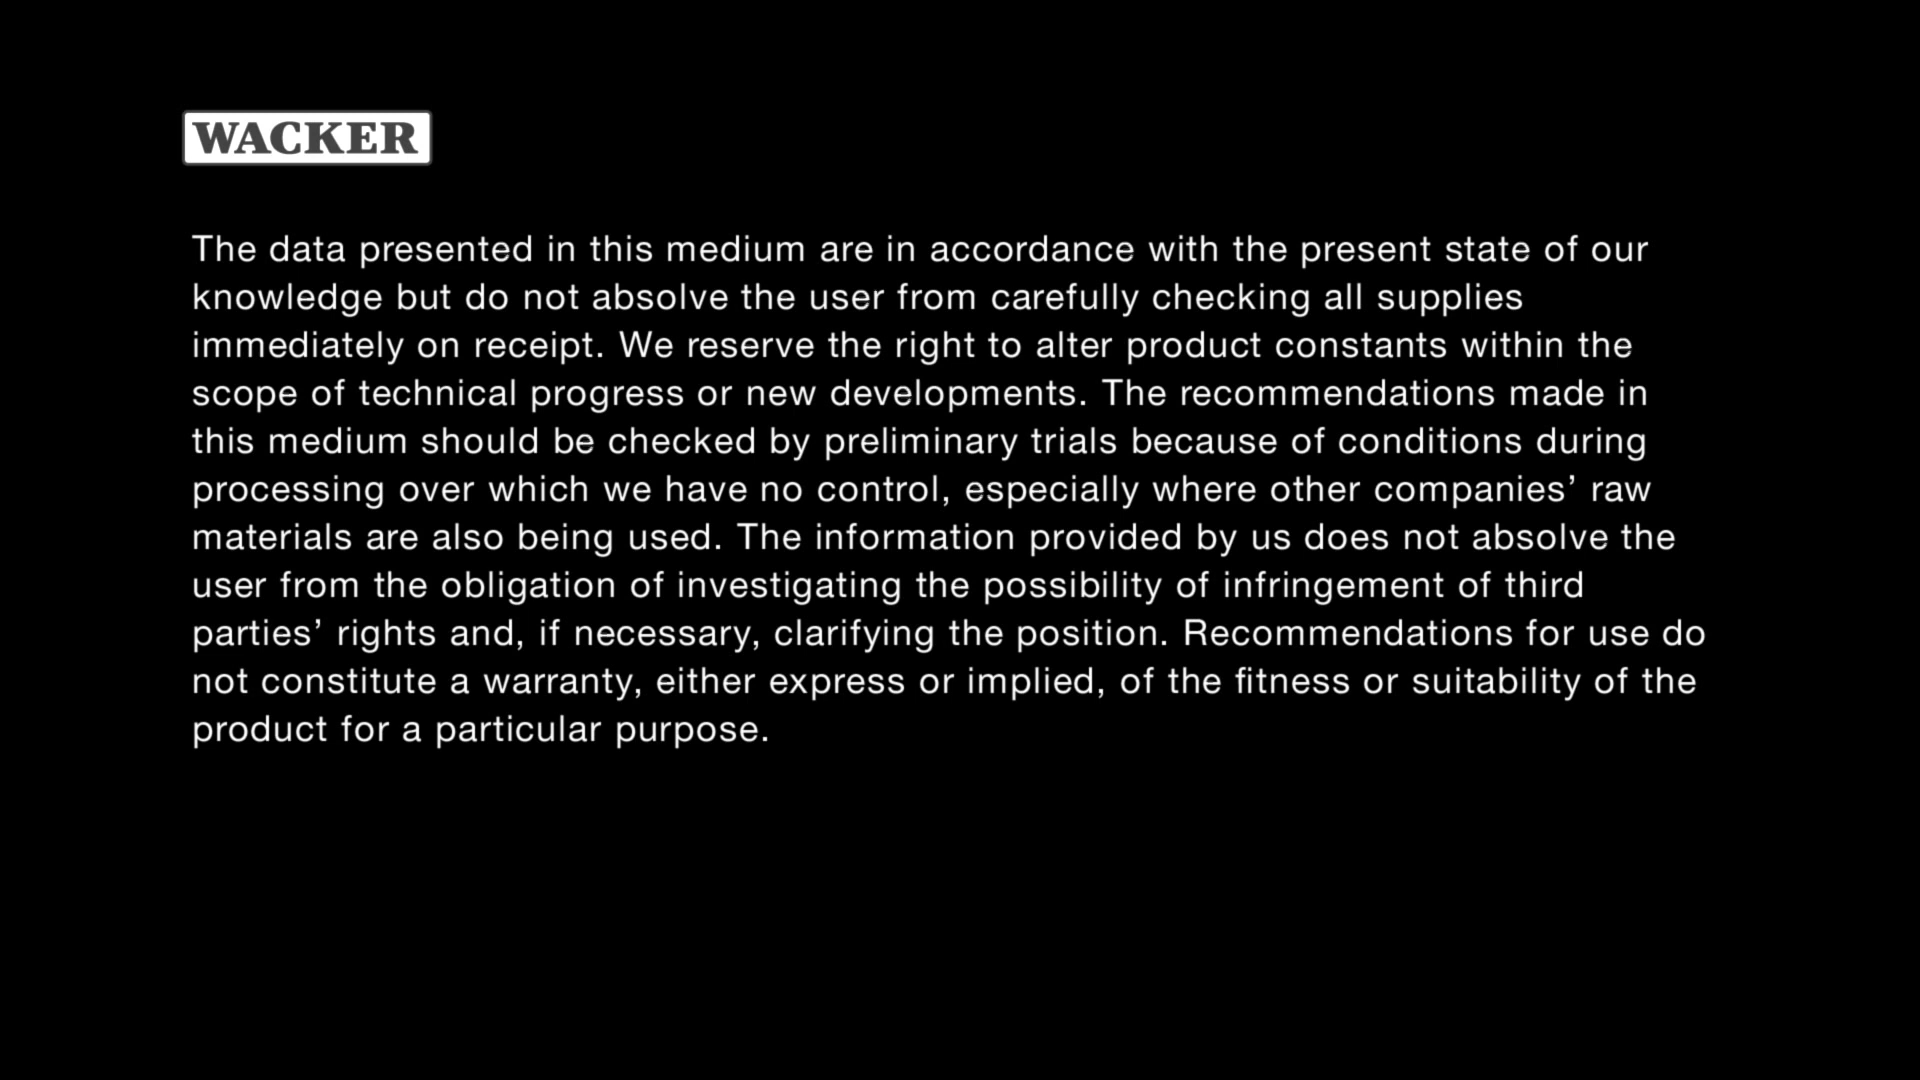 WACKER
The data presented in this medium are in accordance with the present state of our
knowledge but do not absolve the user from carefully checking all supplies
immediately on receipt. We reserve the right to alter product constants within the
scope of technical progress or new developments. The recommendations made in
this medium should be checked by preliminary trials because of conditions during
processing over which we have no control, especially where other companies’ raw
materials are also being used. The information provided by us does not absolve the
user from the obligation of investigating the possibility of infringement of third
parties’ rights and, if necessary, clarifying the position. Recommendations for use do
not constitute a warranty, either express or implied, of the fitness or suitability of the
product for a particular purpose.